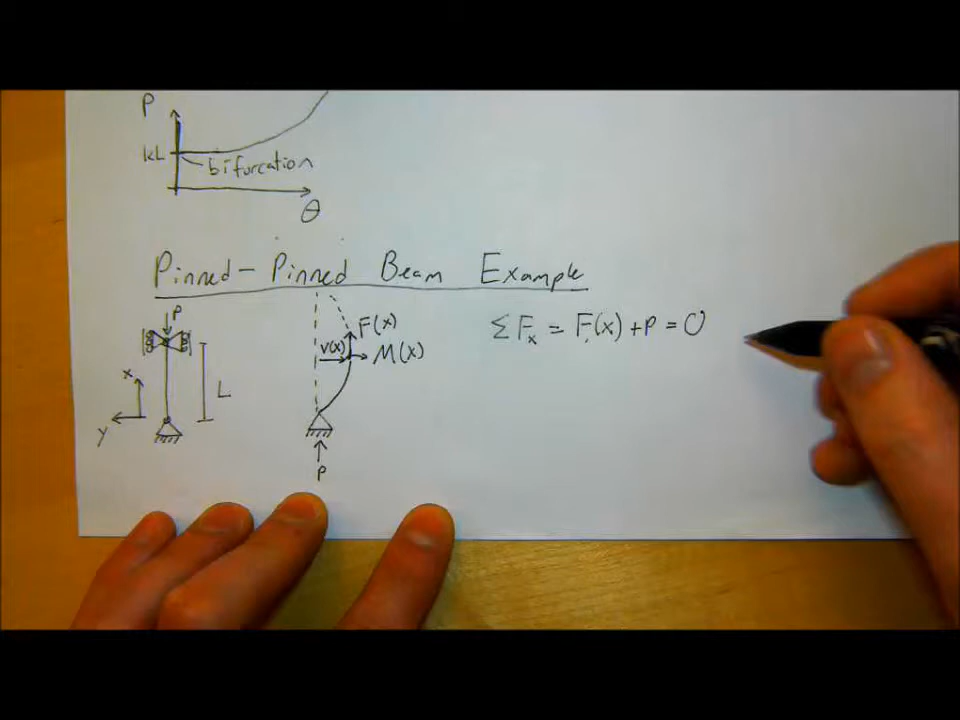 P
kL
bifurcation
θ
Pinned-Pinned Beam Example
P
x
y
L
F(x)
v(x)
M(x)
P
ΣFx = F(x) + P = 0